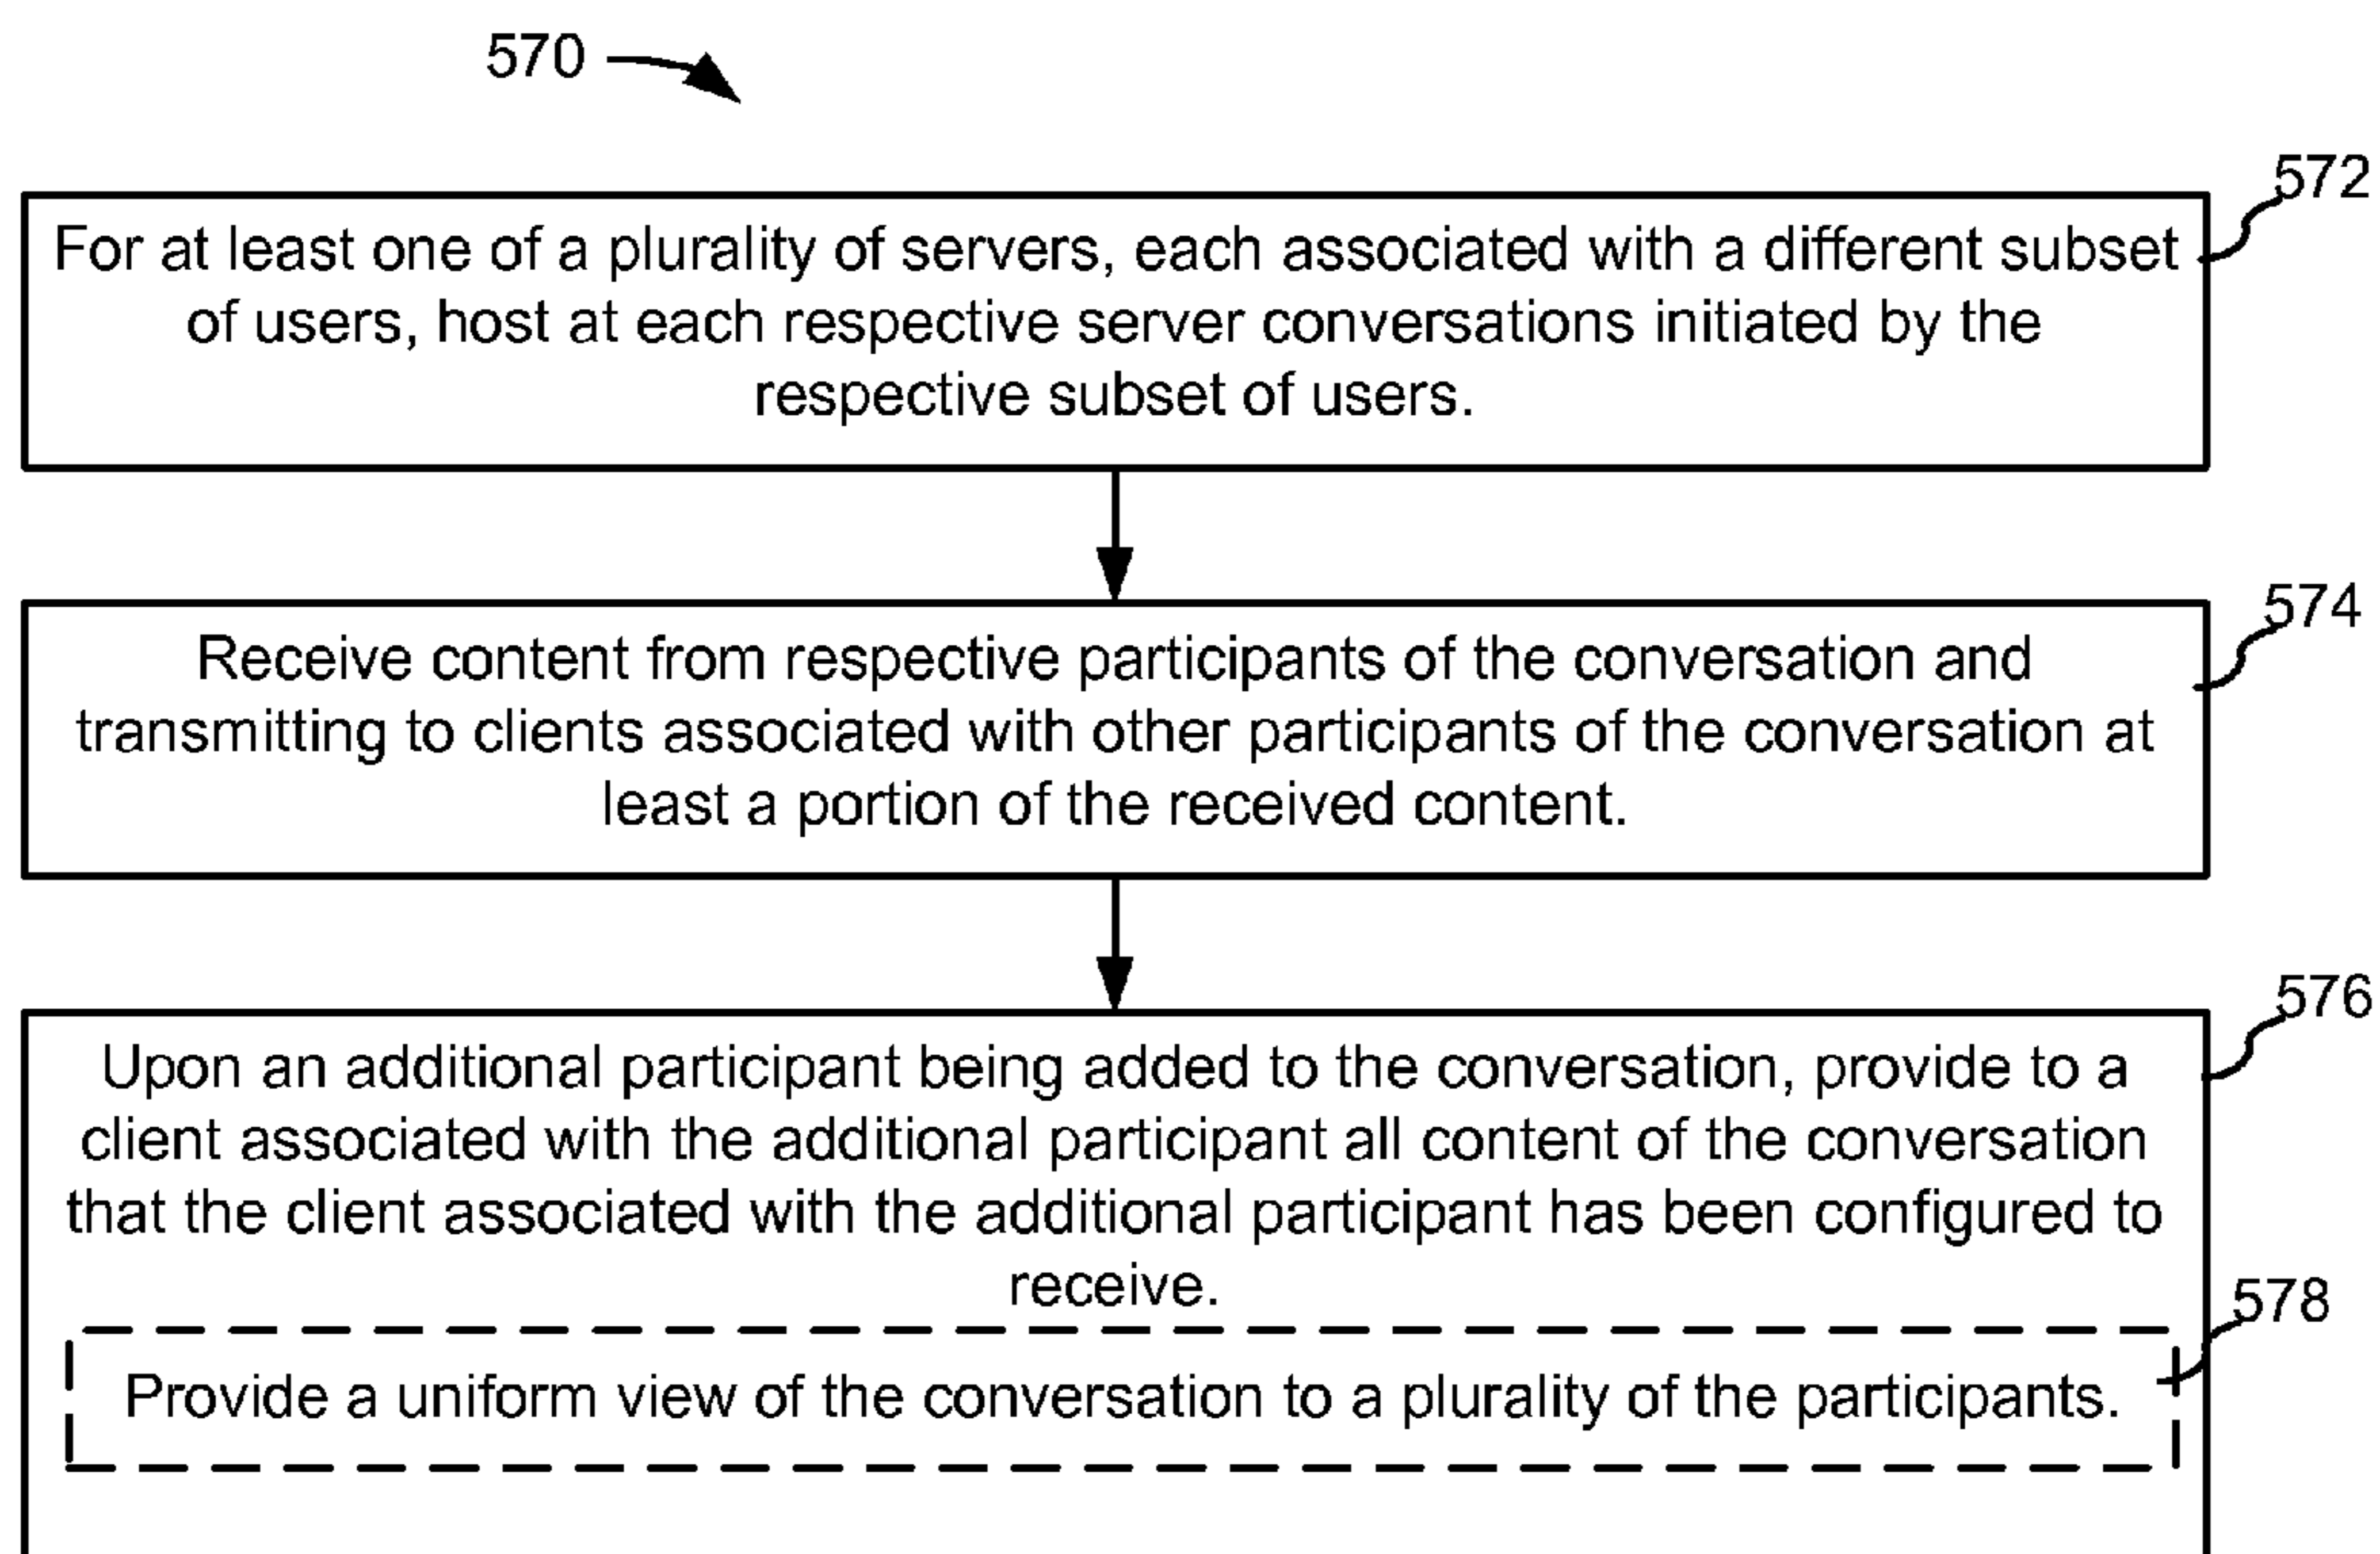 570
572
For at least one of a plurality of servers, each associated with a different subset
of users, host at each respective server conversations initiated by the
respective subset of users.
574
Receive content from respective participants of the conversation and
transmitting to clients associated with other participants of the conversation at
least a portion of the received content.
576
Upon an additional participant being added to the conversation, provide to a
client associated with the additional participant all content of the conversation
that the client associated with the additional participant has been configured to
receive.
578
Provide a uniform view of the conversation to a plurality of the participants.